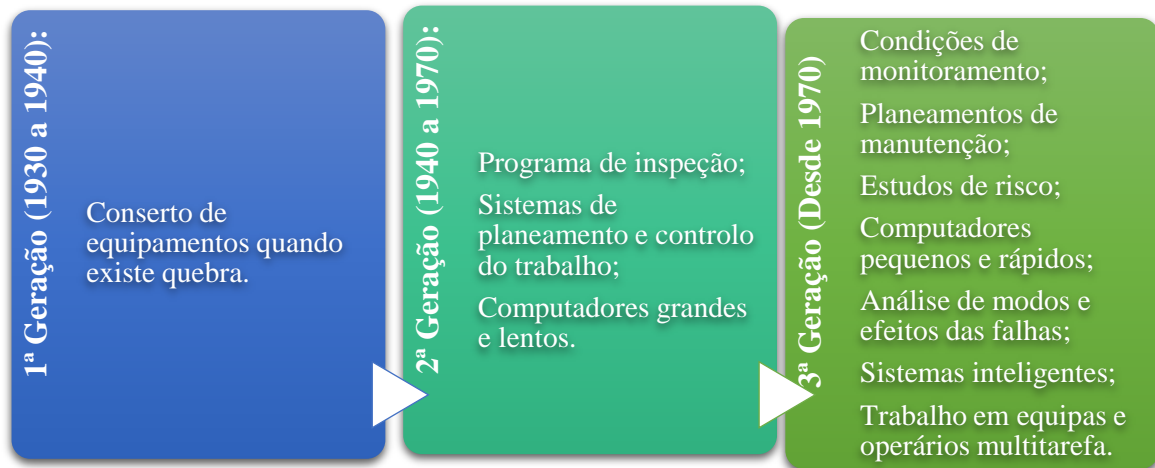 1ª Geração (1930 a 1940):
Conserto de
equipamentos quando
existe quebra.
2ª Geração (1940 a 1970):
Programa de inspeção;
Sistemas de
planeamento e controlo
do trabalho;
Computadores grandes
e lentos.
3ª Geração (Desde 1970)
Condições de
monitoramento;
Planeamentos de
manutenção;
Estudos de risco;
Computadores
pequenos e rápidos;
Análise de modos e
efeitos das falhas;
Sistemas inteligentes;
Trabalho em equipas e
operários multitarefa.